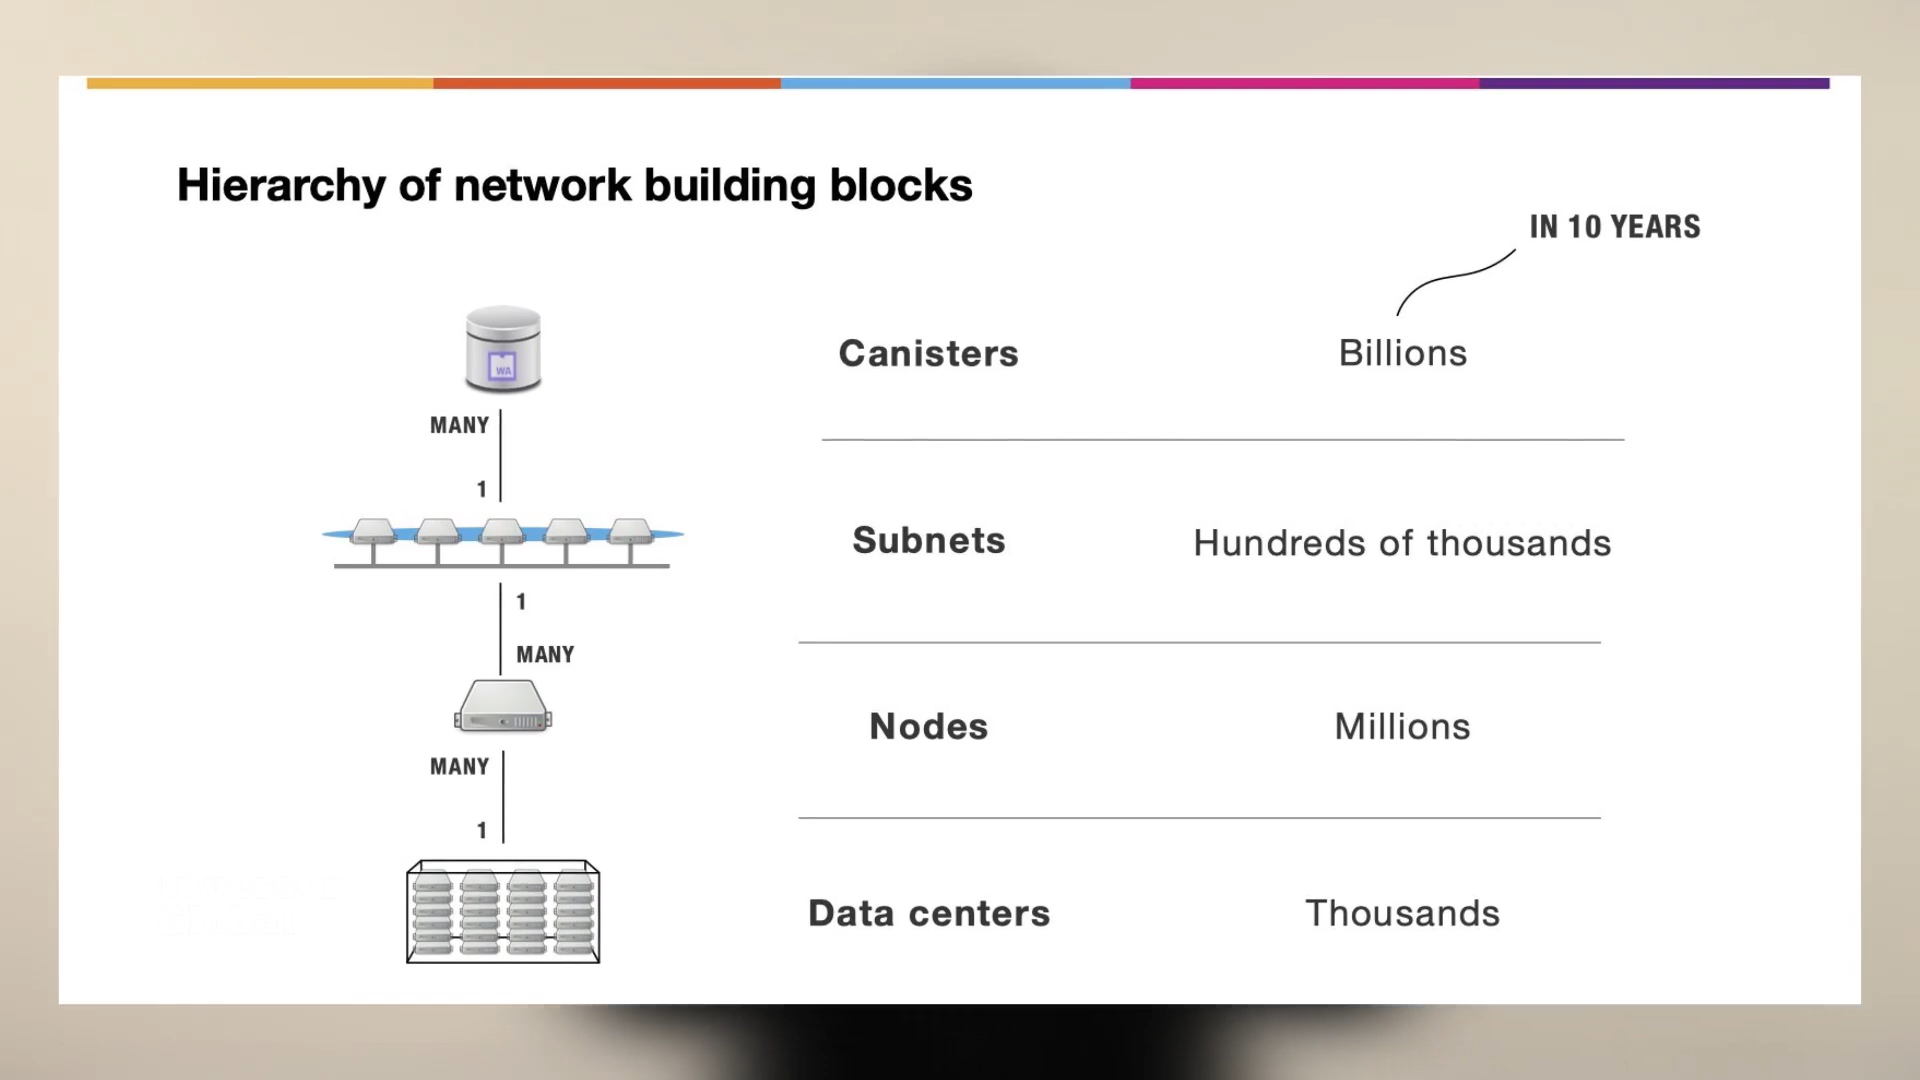 Hierarchy of network building blocks
IN 10 YEARS
WA
Canisters Billions
MANY
1
Subnets Hundreds of thousands
1
MANY
Nodes Millions
MANY
1
Data centers Thousands